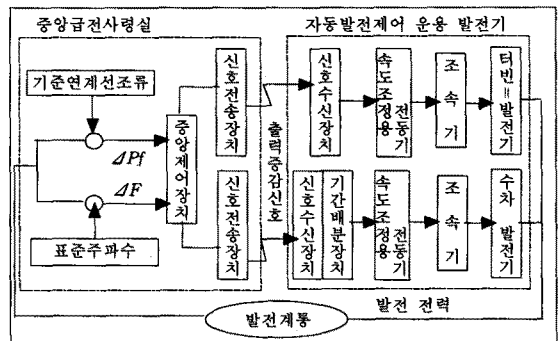 중앙급전사령실
자동발전제어 운용 발전기
기준연계선조류
ΔPf
ΔF
표준주파수
중앙제어장치
신호전송장치
신호전송장치
출력증감신호
신호수신장치
속도조정용
전동기
조속기
터빈=발전기
신호수신장치
기간배분장치
속도조정용
전동기
조속기
수차 발전기
발전 전력
발전계통